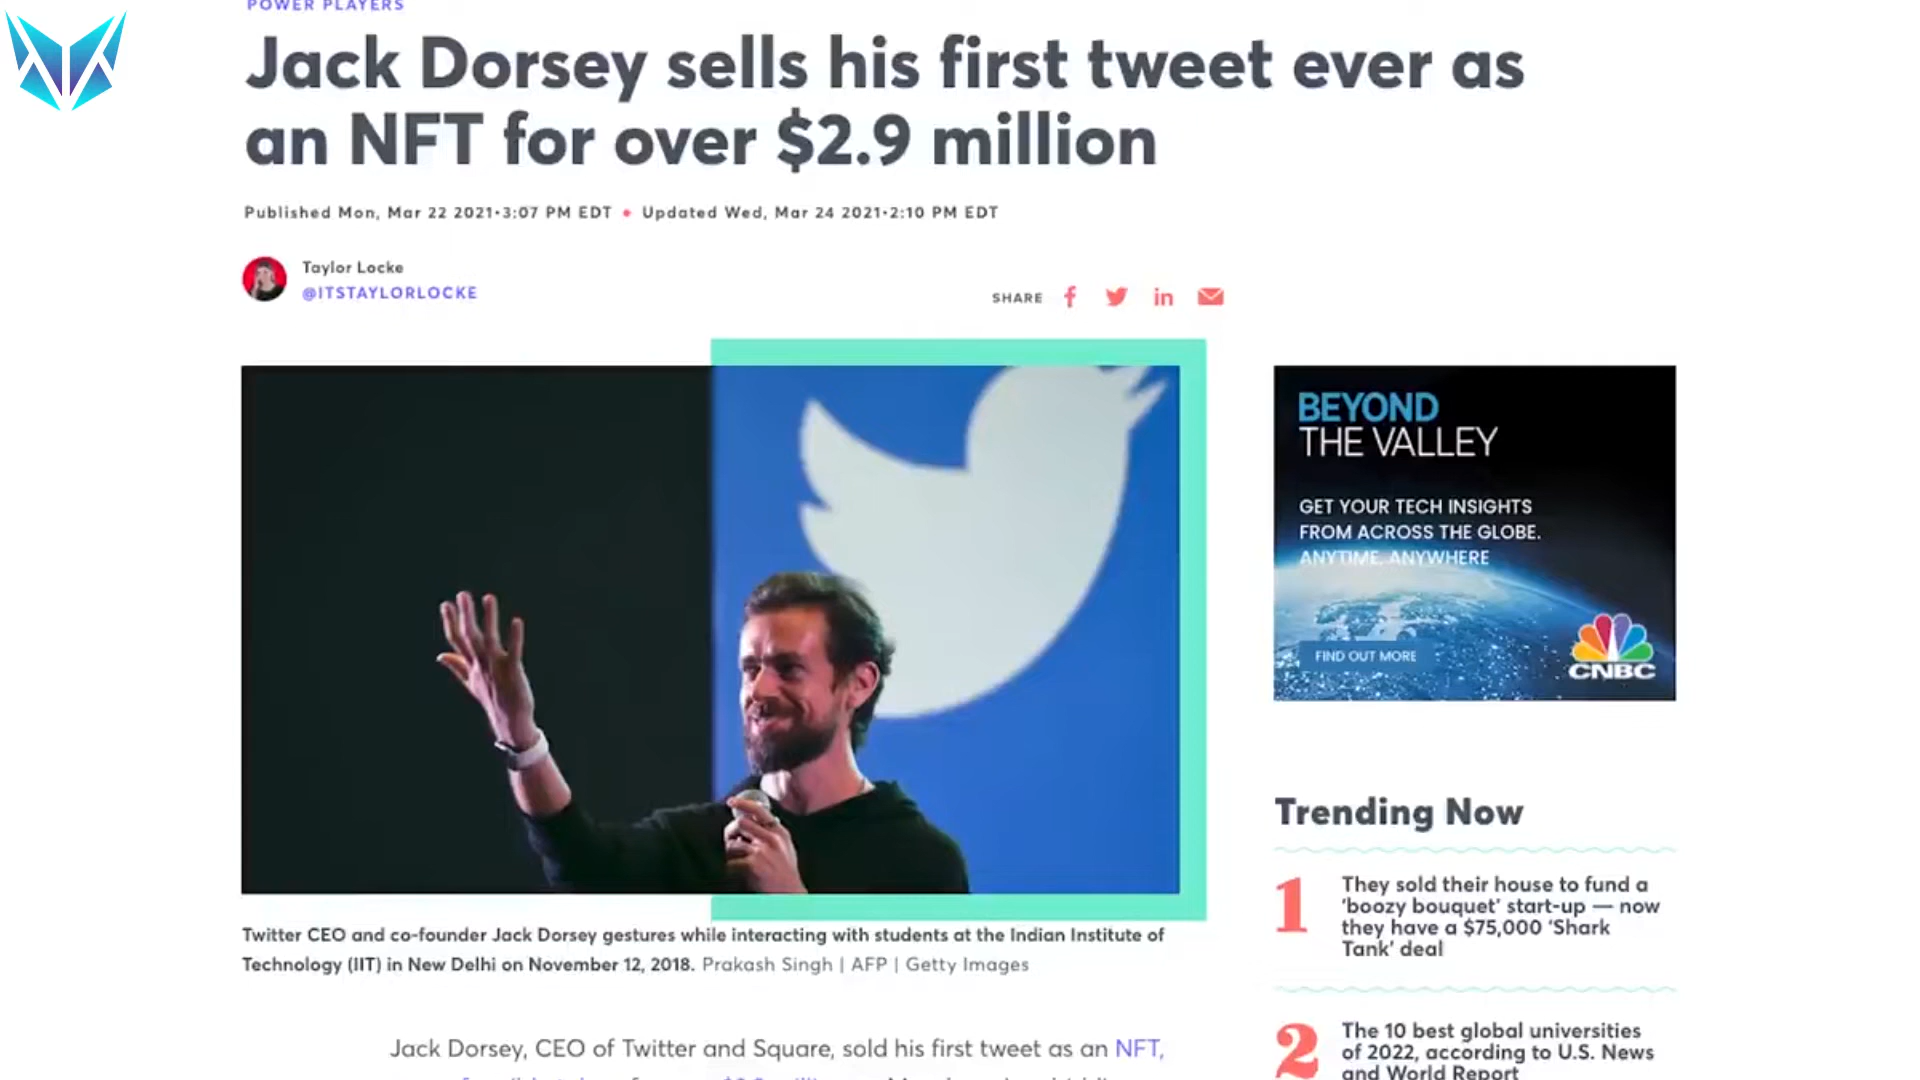 POWER PLAYERS
Jack Dorsey sells his first tweet ever as
an NFT for over $2.9 million
Published Mon, Mar 22 2021•3:07 PM EDT • Updated Wed, Mar 24 2021•2:10 PM EDT
Taylor Locke
@ITSTAYLORLOCKE
SHARE
BEYOND
THE VALLEY
GET YOUR TECH INSIGHTS
FROM ACROSS THE GLOBE.
ANYTIME, ANYWHERE
FIND OUT MORE
CNBC
Twitter CEO and co-founder Jack Dorsey gestures while interacting with students at the Indian Institute of
Technology (IIT) in New Delhi on November 12, 2018. Prakash Singh | AFP | Getty Images
Jack Dorsey, CEO of Twitter and Square, sold his first tweet as an NFT,
Trending Now
1
They sold their house to fund a
‘boozy bouquet’ start-up — now
they have a $75,000 ‘Shark
Tank’ deal
2
The 10 best global universities
of 2022, according to U.S. News
and World Report